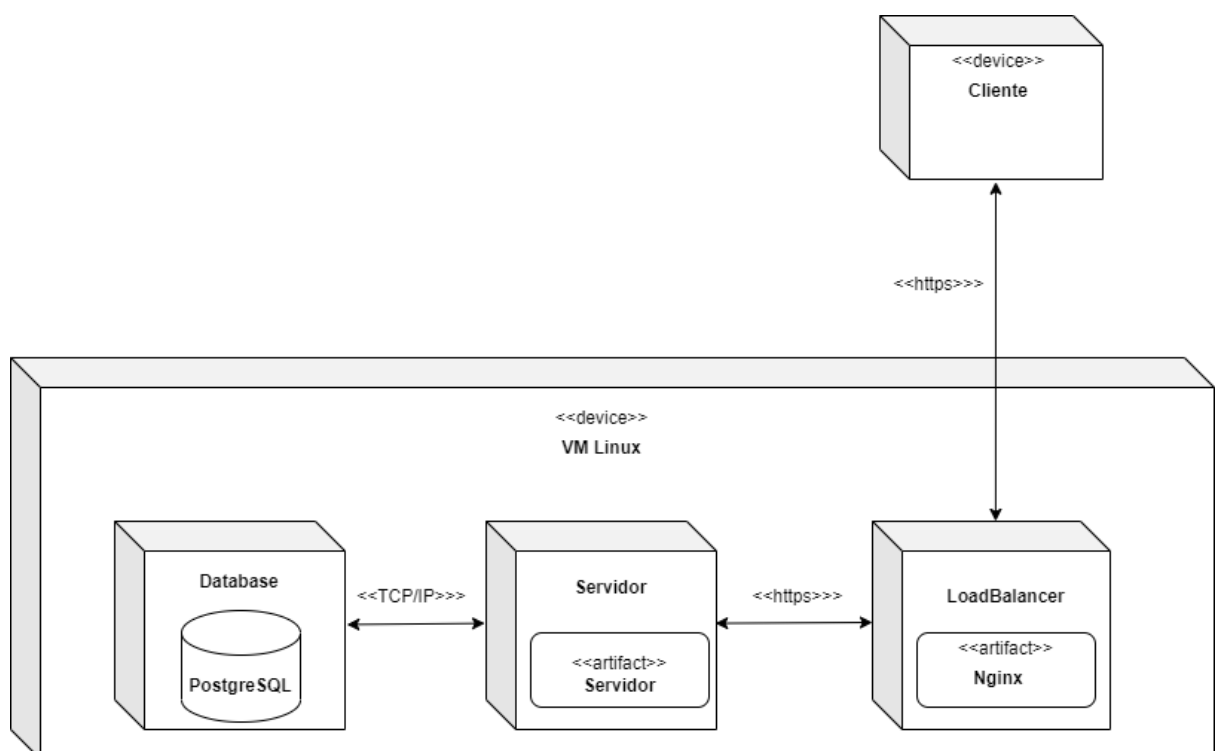 <<device>>
Cliente
<<https>>>
<<device>>
VM Linux
Database
PostgreSQL
<<TCP/IP>>>
Servidor
<<artifact>>
Servidor
<<https>>>
LoadBalancer
<<artifact>>
Nginx